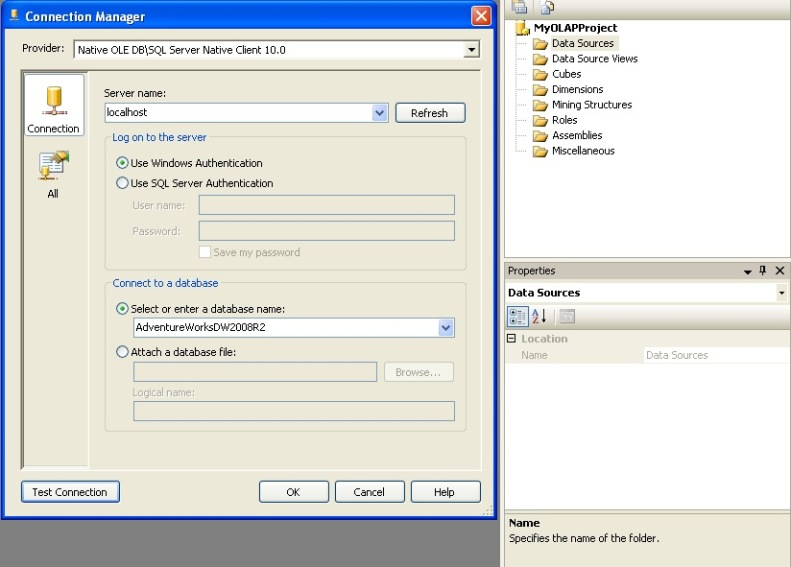 Connection Manager
Provider: Native OLE DB\SQL Server Native Client 10.0
Connection
All
Server name:
localhost
Refresh
Log on to the server
Use Windows Authentication
Use SQL Server Authentication
User name:
Password:
Save my password
Connect to a database
Select or enter a database name:
AdventureWorksDW2008R2
Attach a database file:
Browse...
Logical name:
Test Connection
OK
Cancel
Help
MyOLAPProject
Data Sources
Data Source Views
Cubes
Dimensions
Mining Structures
Roles
Assemblies
Miscellaneous
Properties
Data Sources
Location
Name Data Sources
Name
Specifies the name of the folder.